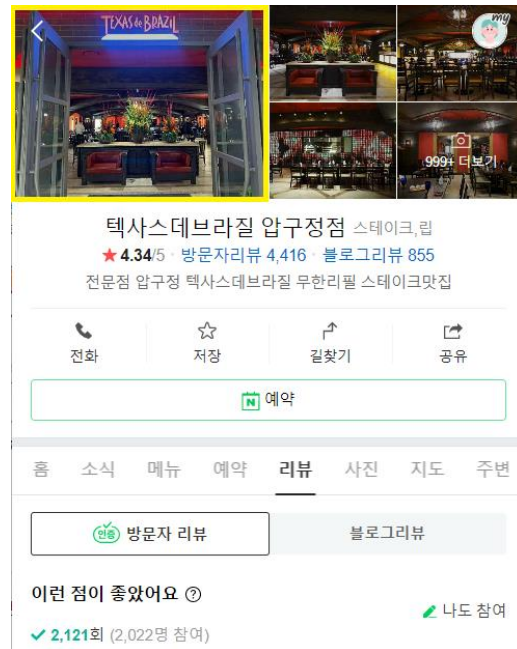 TEXAS de BRAZIL
my
999+ 더보기
텍사스데브라질 압구정점 스테이크,립
★ 4.34/5 · 방문자리뷰 4,416 · 블로그리뷰 855
전문점 압구정 텍사스데브라질 무한리필 스테이크맛집
전화 저장 길찾기 공유
N 예약
홈 소식 메뉴 예약 리뷰 사진 지도 주변
인증 방문자 리뷰 블로그리뷰
이런 점이 좋았어요 ?
나도 참여
✓ 2,121회 (2,022명 참여)